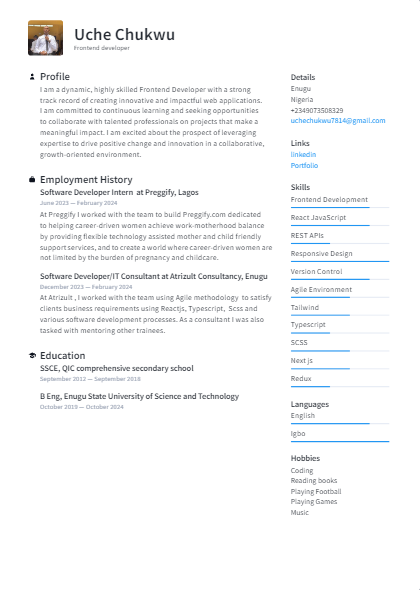 Uche Chukwu
Frontend developer
Profile
I am a dynamic, highly skilled Frontend Developer with a strong
track record of creating innovative and impactful web applications.
I am committed to continuous learning and seeking opportunities
to collaborate with talented professionals on projects that make a
meaningful impact. I am excited about the prospect of leveraging
expertise to drive positive change and innovation in a collaborative,
growth-oriented environment.
Employment History
Software Developer Intern at Preggify, Lagos
June 2023 — February 2024
At Preggify I worked with the team to build Preggify.com dedicated
to helping career-driven women achieve work-motherhood balance
by providing flexible technology assisted mother and child friendly
support services, and to create a world where career-driven women are
not limited by the burden of pregnancy and childcare.
Software Developer/IT Consultant at Atrizult Consultancy, Enugu
December 2023 — February 2024
At Atrizult , I worked with the team using Agile methodology to satisfy
clients business requirements using Reactjs, Typescript, Scss and
various software development processes. As a consultant I was also
tasked with mentoring other trainees.
Education
SSCE, QIC comprehensive secondary school
September 2012 — September 2018
B Eng, Enugu State University of Science and Technology
October 2019 — October 2024
Details
Enugu
Nigeria
+2349073508329
uchechukwu7814@gmail.com
Links
linkedin
Portfolio
Skills
Frontend Development
React JavaScript
REST APIs
Responsive Design
Version Control
Agile Environment
Tailwind
Typescript
SCSS
Next js
Redux
Languages
English
Igbo
Hobbies
Coding
Reading books
Playing Football
Playing Games
Music